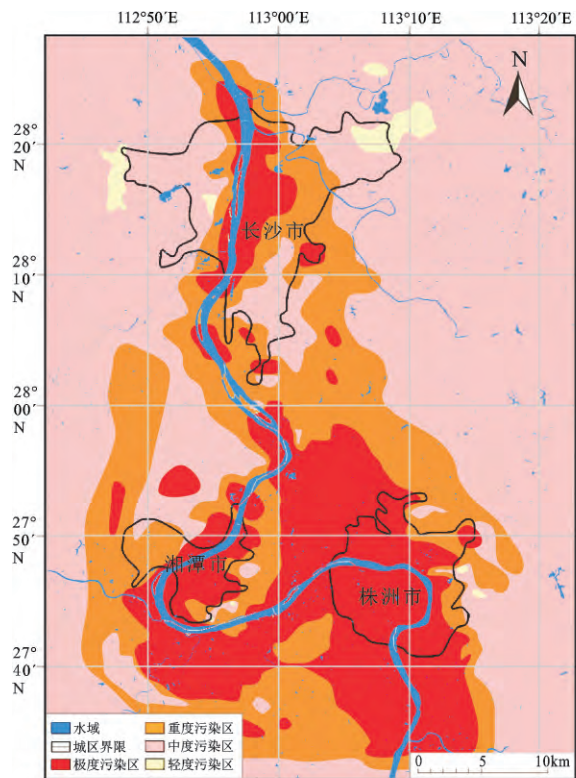 112°50′ 113°00′ 113°10′ 113°20′
N
28°
20′
N
长沙市
28°
10′
N
28°
00′
N
27°
50′
N
湘潭市
株洲市
27°
40′
N
水域 重度污染区
城区界限 中度污染区
极度污染区 轻度污染区
0 5 10km